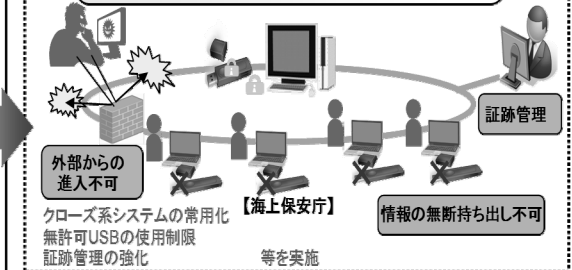 証跡管理
外部からの
進入不可
【海上保安庁】
情報の無断持ち出し不可
クローズ系システムの常用化
無許可USBの使用制限
証跡管理の強化 等を実施